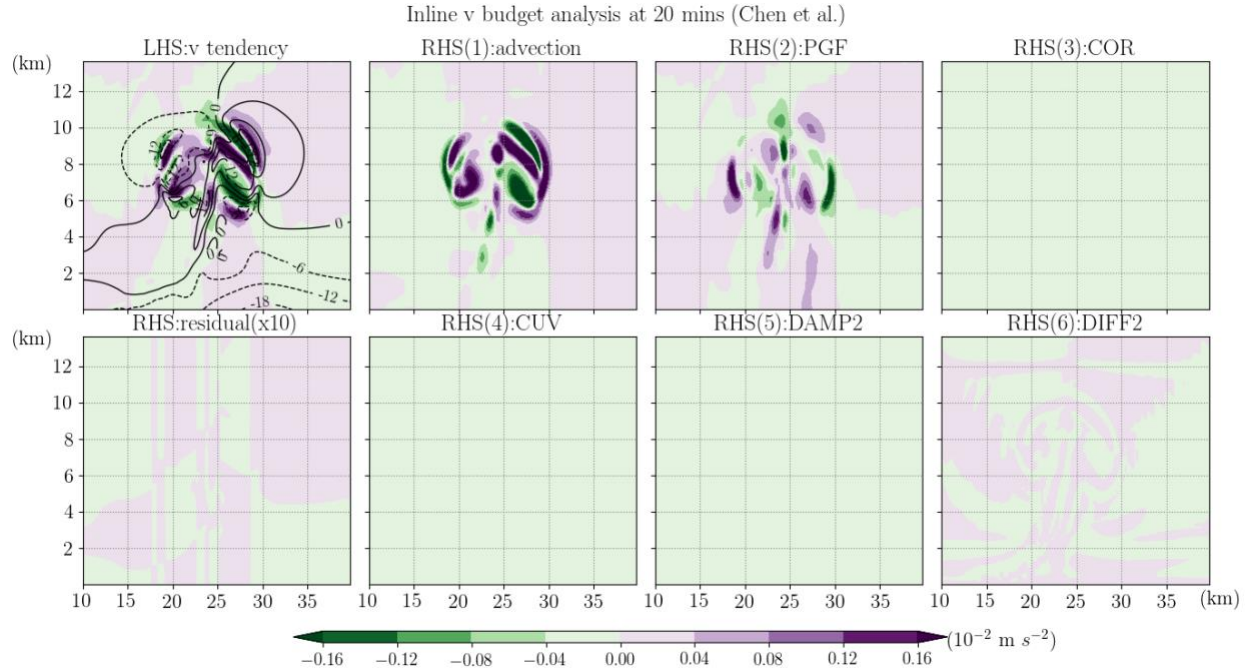 Inline v budget analysis at 20 mins (Chen et al.)
LHS:v tendency RHS(1):advection RHS(2):PGF RHS(3):COR
(km)
12
10
8
6
4
2
0
-12
12
0
-6
-12
-18
RHS:residual(x10) RHS(4):CUV RHS(5):DAMP2 RHS(6):DIFF2
(km)
12
10
8
6
4
2
10 15 20 25 30 35 10 15 20 25 30 35 10 15 20 25 30 35 10 15 20 25 30 35 (km)
−0.16 −0.12 −0.08 −0.04 0.00 0.04 0.08 0.12 0.16 (10⁻² m s⁻²)